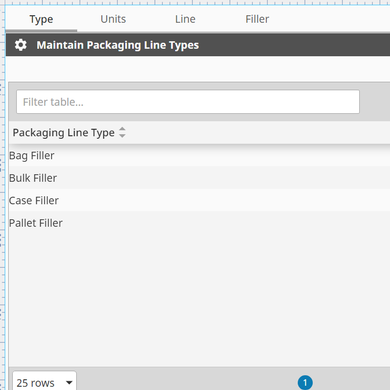 Type Units Line Filler
Maintain Packaging Line Types
Filter table...
Packaging Line Type
Bag Filler
Bulk Filler
Case Filler
Pallet Filler
25 rows 1